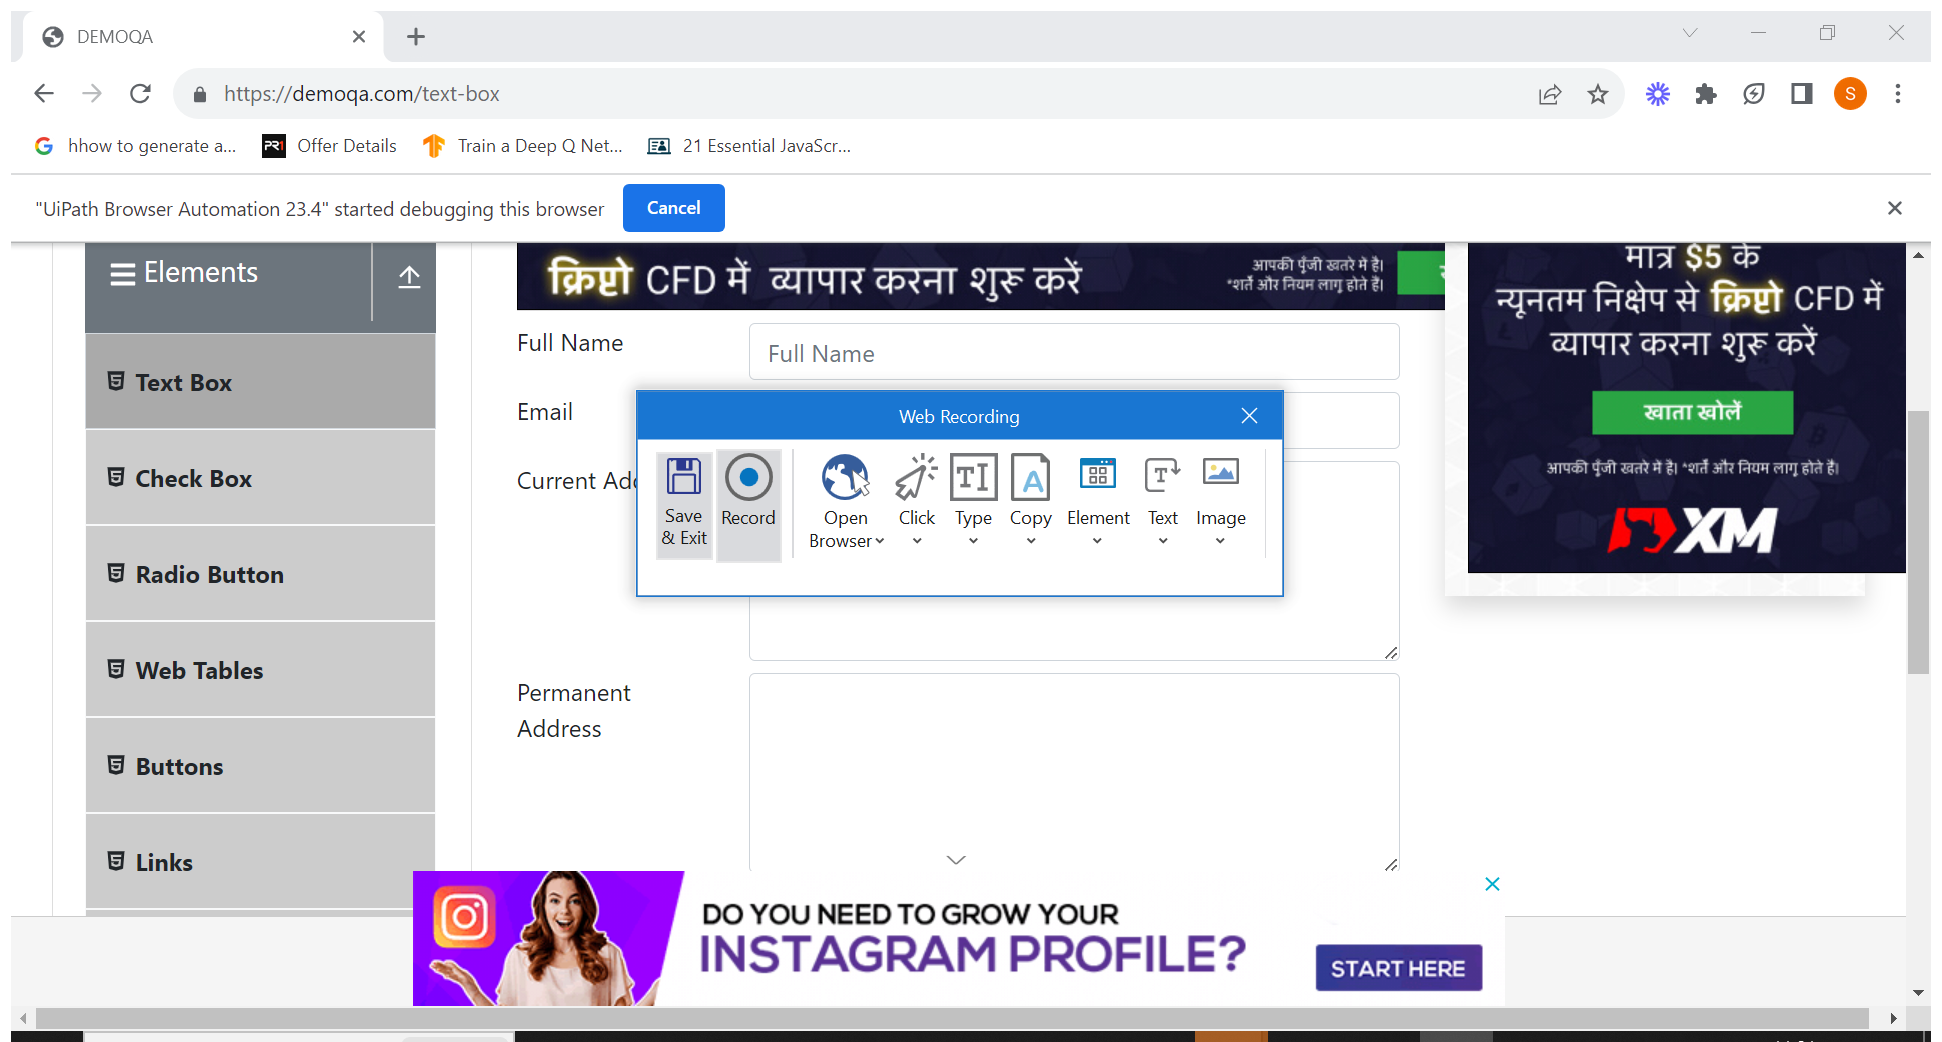 DEMOQA
https://demoqa.com/text-box
S
hhow to generate a...
Offer Details
Train a Deep Q Net...
21 Essential JavaScr...
"UiPath Browser Automation 23.4" started debugging this browser
Cancel
Elements
Text Box
Check Box
Radio Button
Web Tables
Buttons
Links
क्रिप्टो CFD में व्यापार करना शुरू करें
आपकी पूँजी खतरे में है।
*शर्तें और नियम लागू होते हैं।
Full Name
Full Name
Email
Current Add
Web Recording
Save
& Exit
Record
Open
Browser
Click
Type
Copy
Element
Text
Image
Permanent
Address
मात्र $5 के
न्यूनतम निक्षेप से क्रिप्टो CFD में
व्यापार करना शुरू करें
खाता खोलें
आपकी पूँजी खतरे में है। *शर्तें और नियम लागू होते हैं।
XM
DO YOU NEED TO GROW YOUR
INSTAGRAM PROFILE?
START HERE